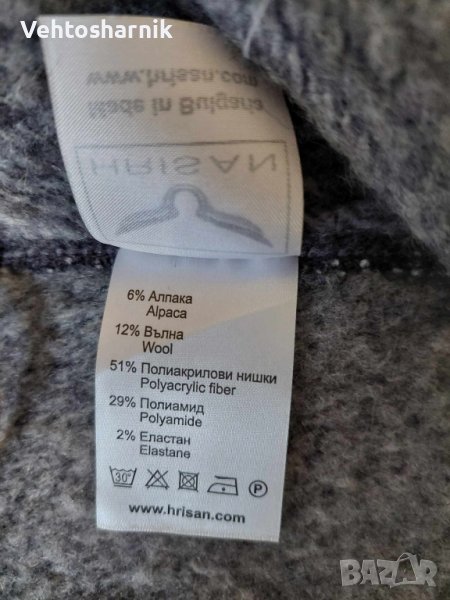 Vehtosharnik
www.hrisan.com
Made in Bulgaria
HRISAN
6% Алпака
Alpaca
12% Вълна
Wool
51% Полиакрилови нишки
Polyacrylic fiber
29% Полиамид
Polyamide
2% Еластан
Elastane
30°
P
www.hrisan.com
BAZAR